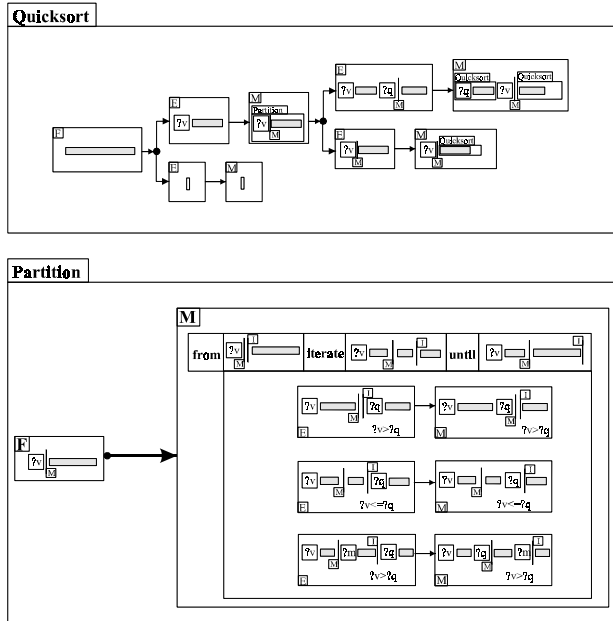 Quicksort
F
F
?v
M
Partition
?v
M
F
?v ?q
M
M
Quicksort Quicksort
?q ?v
M
F
M
F
?v
M
M
Quicksort
?v
M
Partition
M
from ?v I M iterate ?v M I until ?v M I
?v I ?q M
?v>?q
F
?v ?q I M
?v>?q
M
F
?v
M
?v I ?q M
?v<=?q
F
?v I ?q M
?v<=?q
M
?v ?m I ?q M
?v>?q
F
?v ?q I ?m M
?v>?q
M